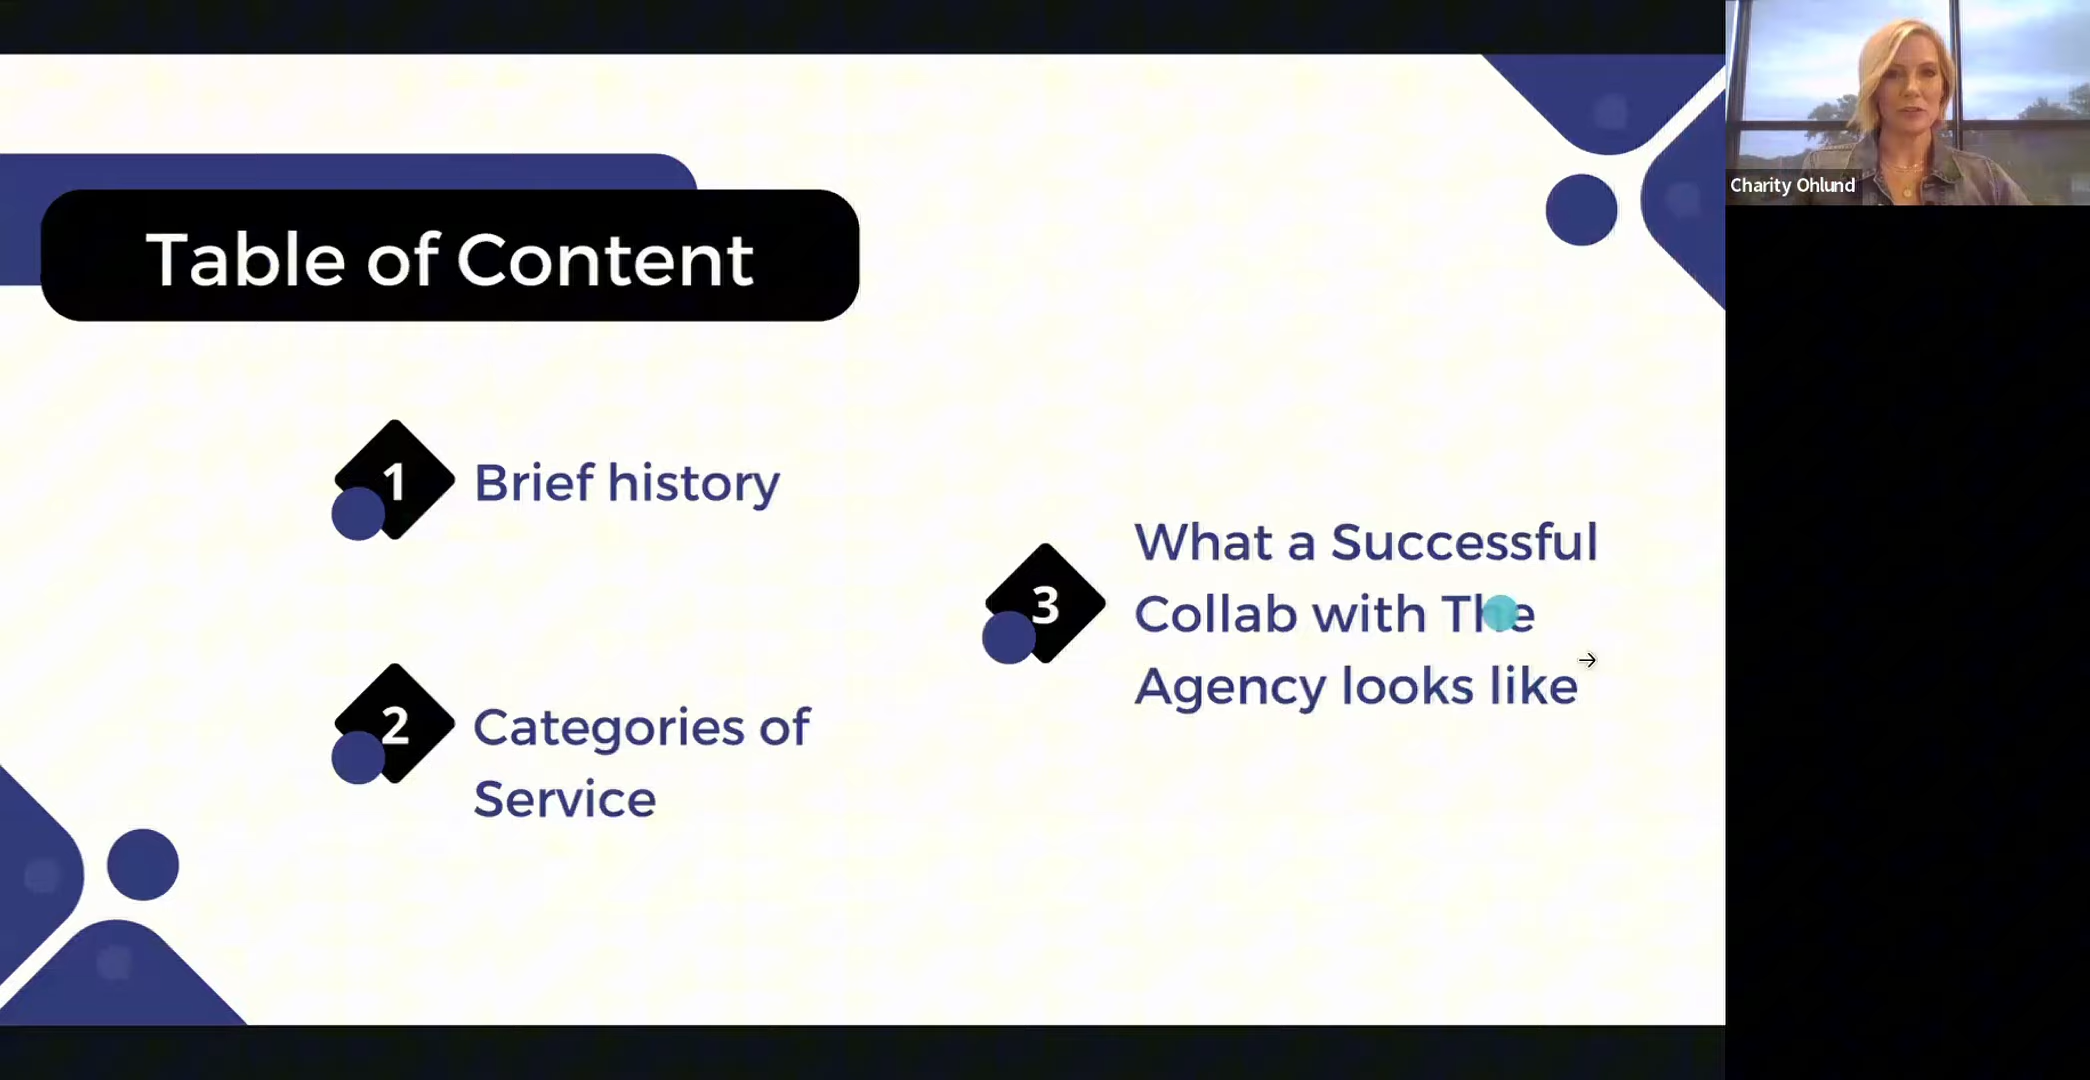 Table of Content
1
Brief history
2
Categories of
Service
3
What a Successful
Collab with The
Agency looks like
Charity Ohlund